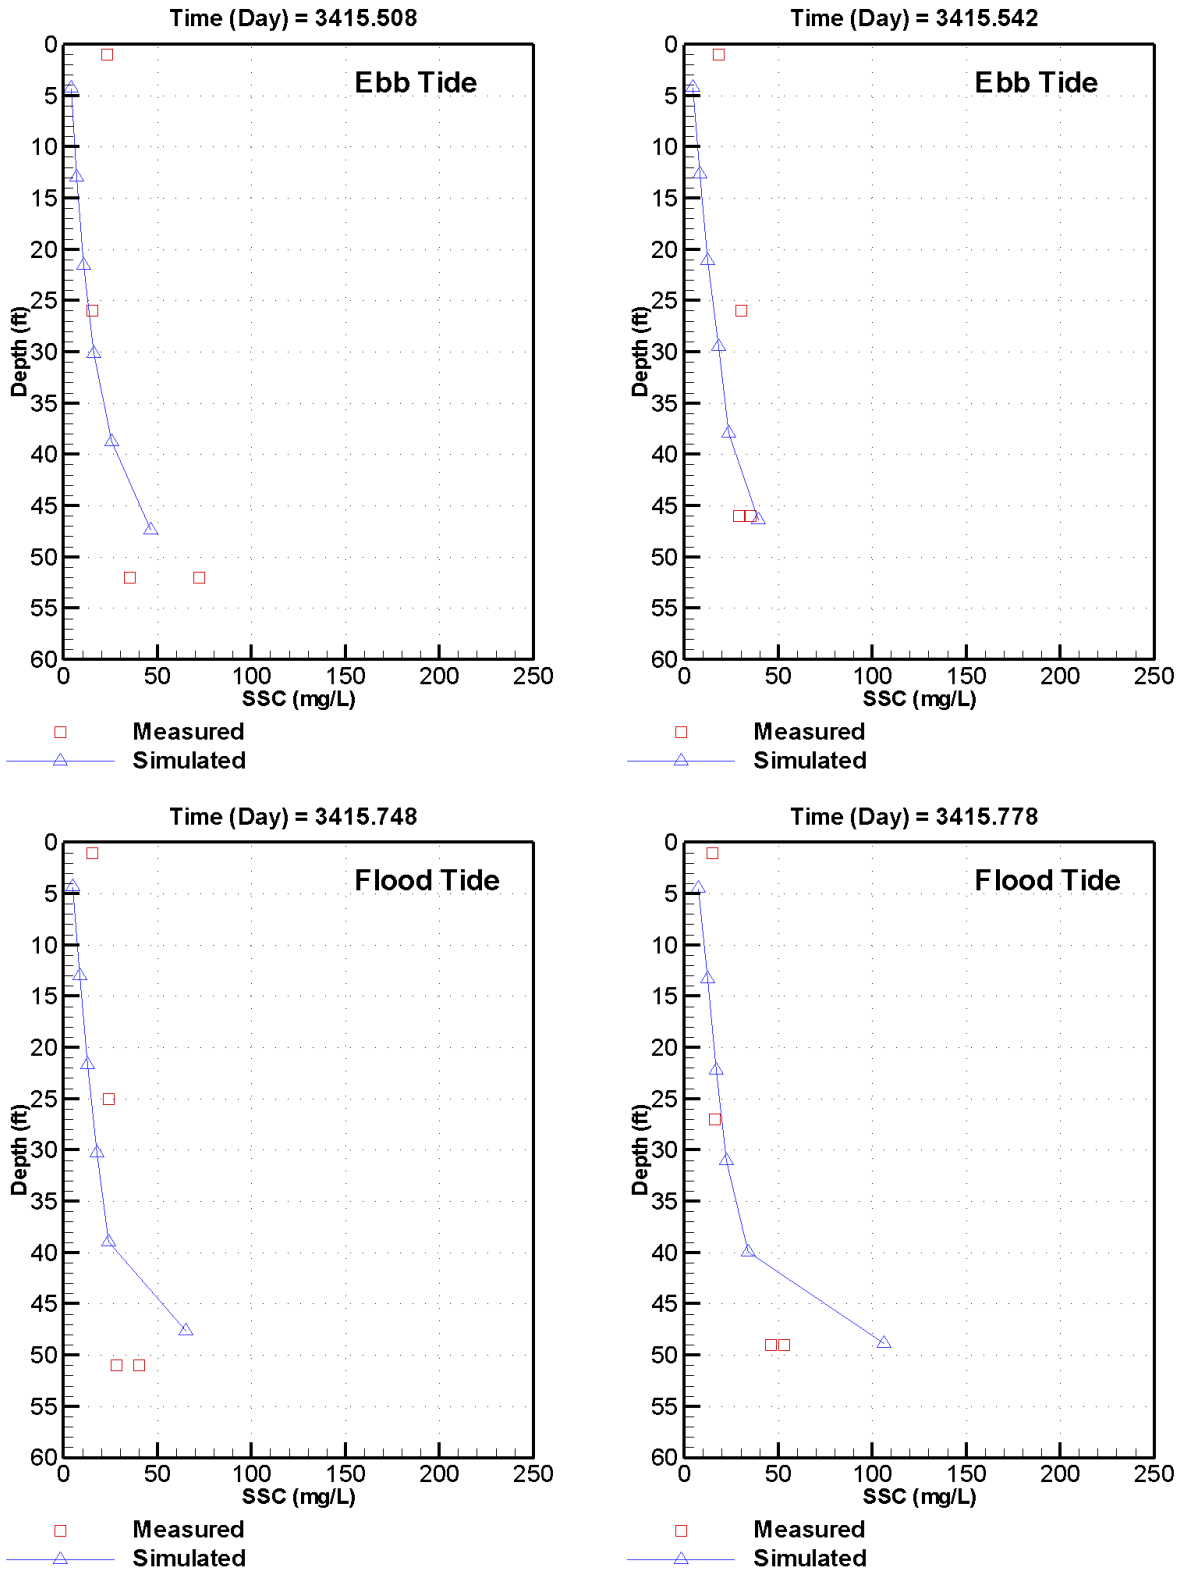 Time (Day) = 3415.508
Ebb Tide
0
5
10
15
20
25
30
35
40
45
50
55
60
Depth (ft)
0 50 100 150 200 250
SSC (mg/L)
Measured
Simulated
Time (Day) = 3415.542
Ebb Tide
0
5
10
15
20
25
30
35
40
45
50
55
60
Depth (ft)
0 50 100 150 200 250
SSC (mg/L)
Measured
Simulated
Time (Day) = 3415.748
Flood Tide
0
5
10
15
20
25
30
35
40
45
50
55
60
Depth (ft)
0 50 100 150 200 250
SSC (mg/L)
Measured
Simulated
Time (Day) = 3415.778
Flood Tide
0
5
10
15
20
25
30
35
40
45
50
55
60
Depth (ft)
0 50 100 150 200 250
SSC (mg/L)
Measured
Simulated